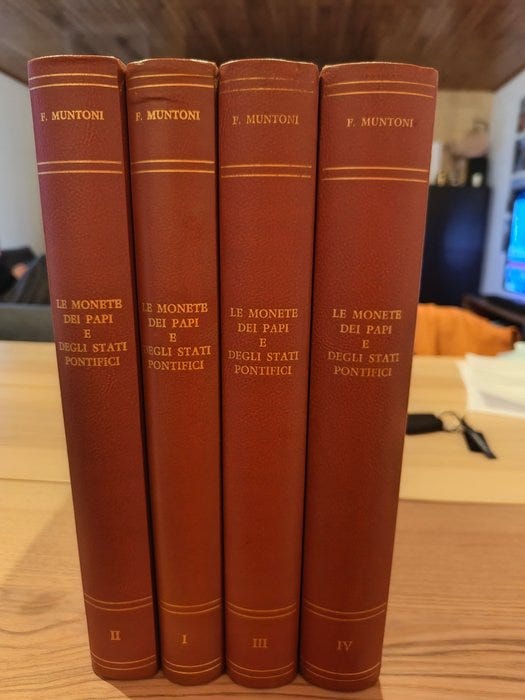 F. MUNTONI
LE MONETE
DEI PAPI
E
DEGLI STATI
PONTIFICI
II
F. MUNTONI
LE MONETE
DEI PAPI
E
DEGLI STATI
PONTIFICI
I
F. MUNTONI
LE MONETE
DEI PAPI
E
DEGLI STATI
PONTIFICI
III
F. MUNTONI
LE MONETE
DEI PAPI
E
DEGLI STATI
PONTIFICI
IV